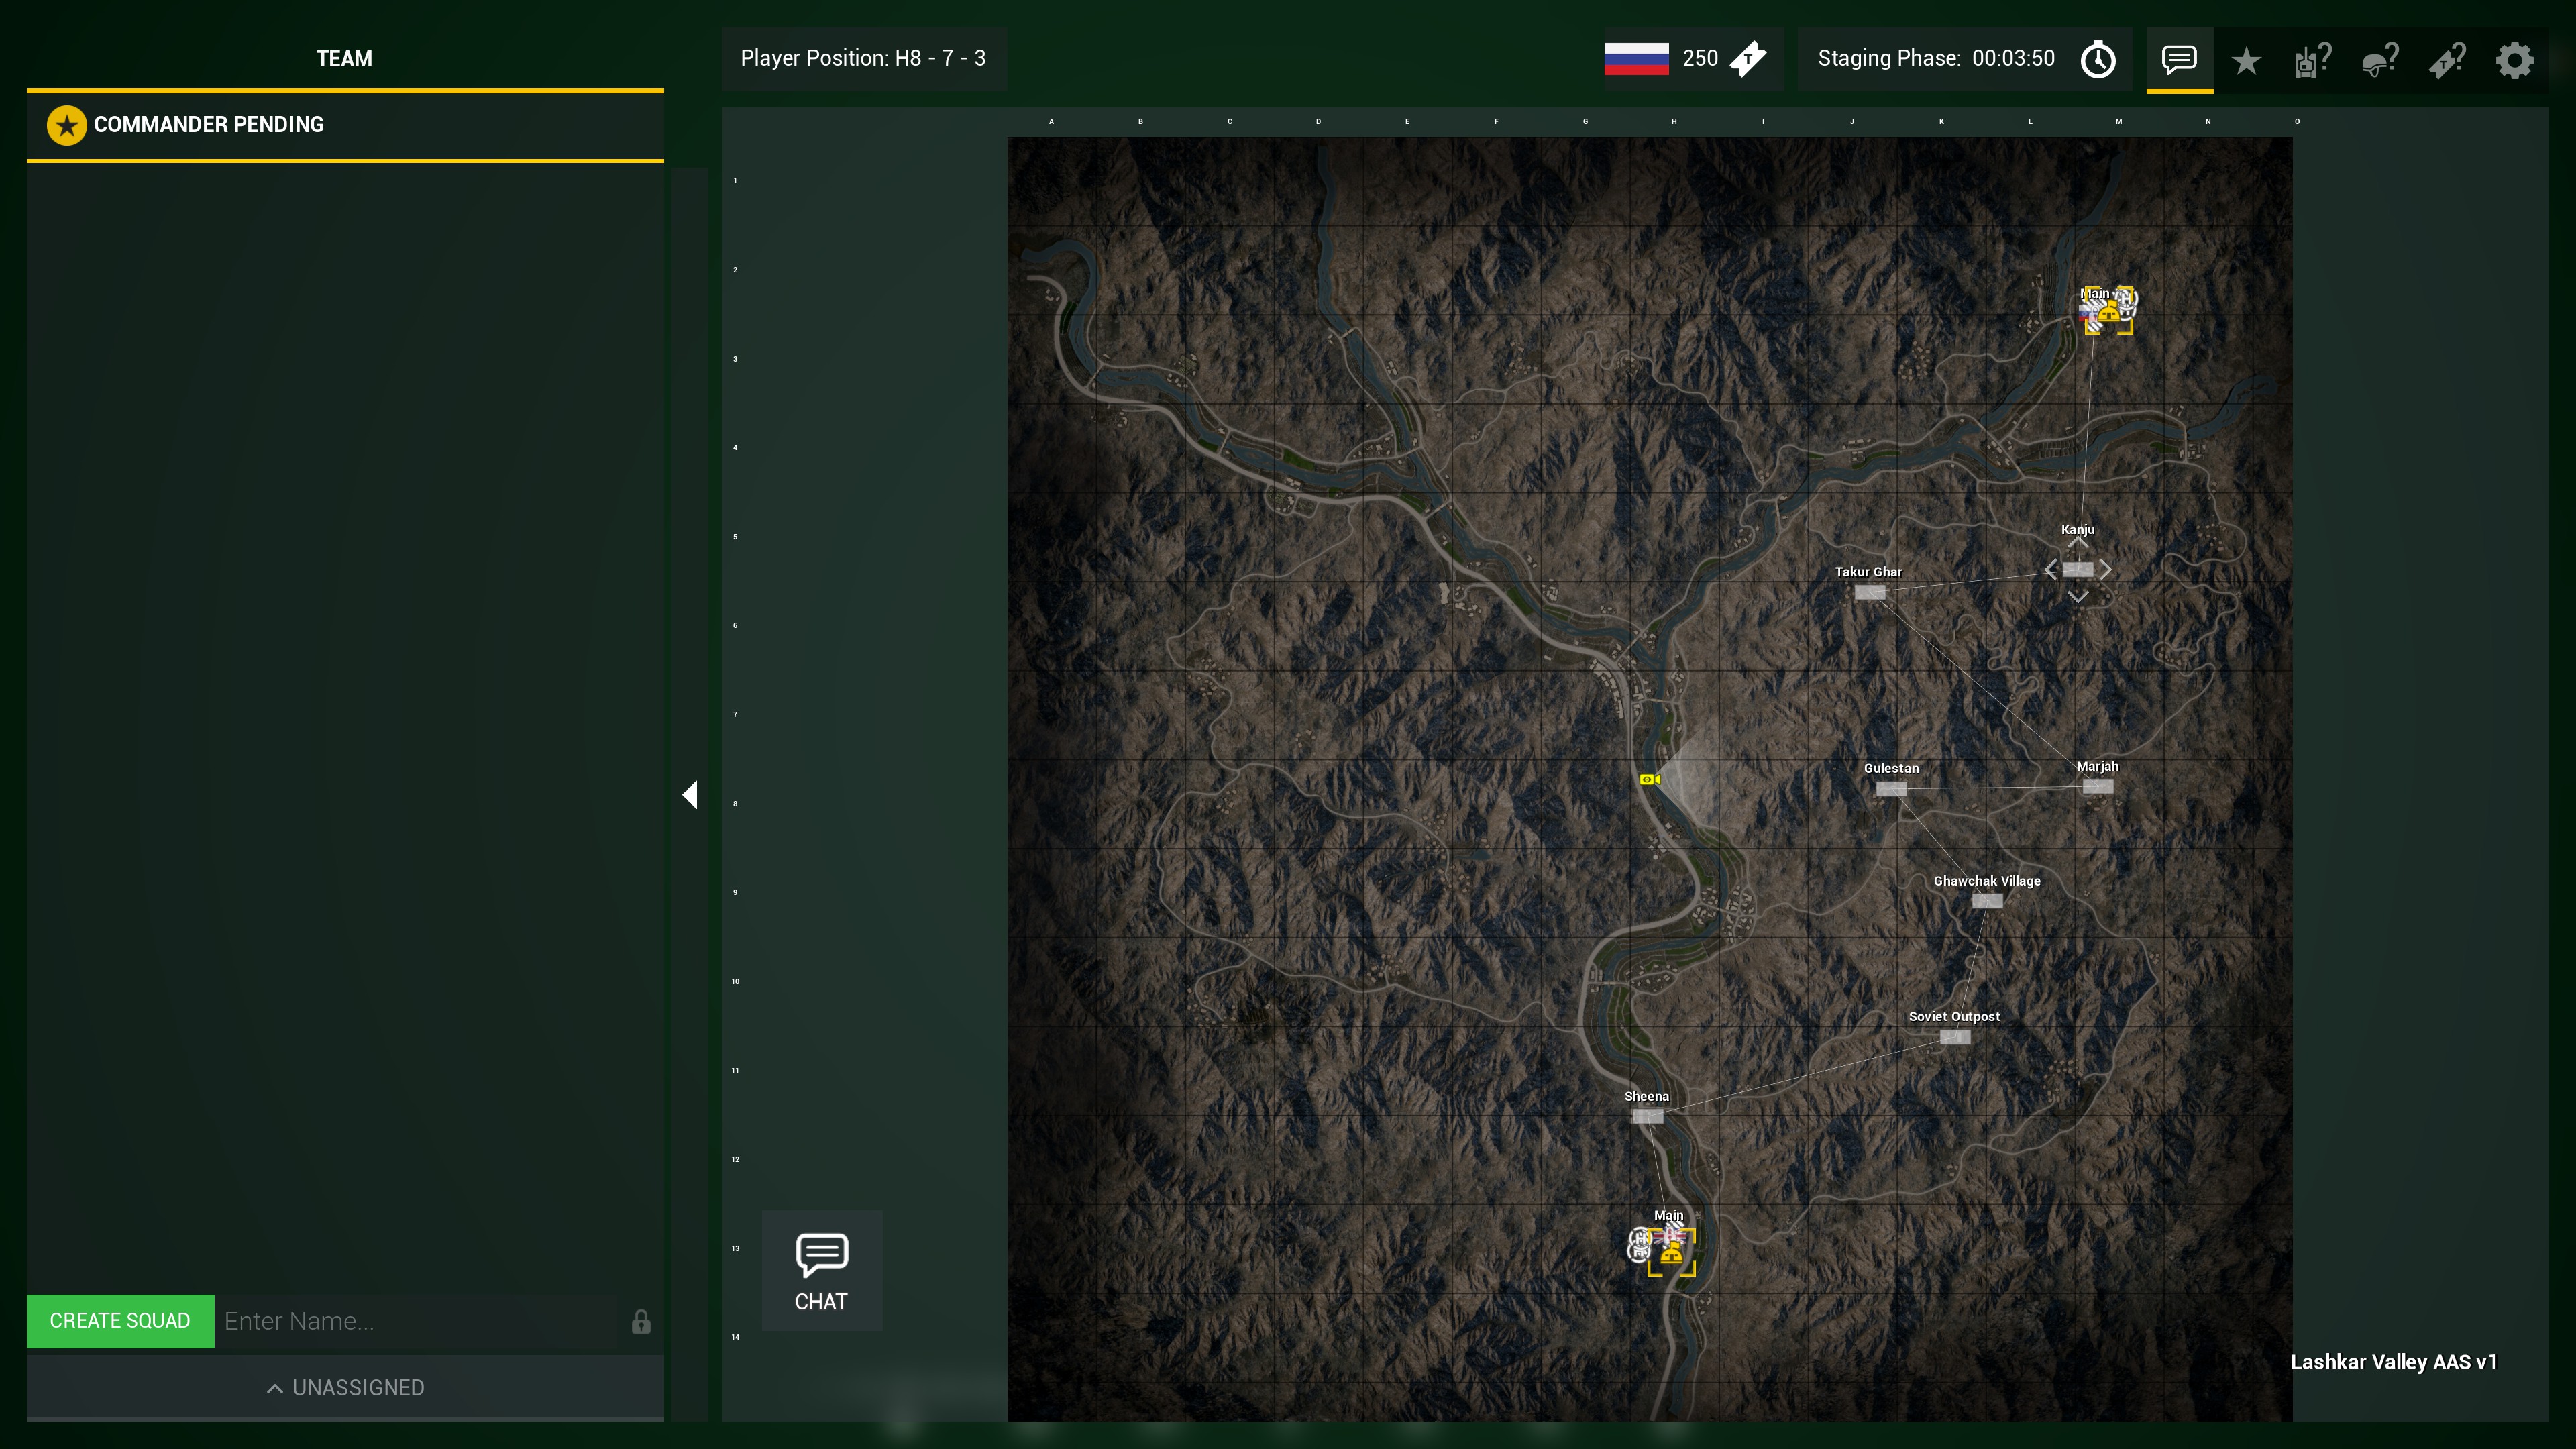 TEAM
Player Position: H8 - 7 - 3
250
T
Staging Phase: 00:03:50
COMMANDER PENDING
A B C D E F G H I J K L M N O
1
2
Main
3
4
5
Kanju
Takur Ghar
6
7
Gulestan
Marjah
8
Ghawchak Village
9
10
Soviet Outpost
11
Sheena
12
Main
13
CHAT
CREATE SQUAD
Enter Name...
14
Lashkar Valley AAS v1
UNASSIGNED